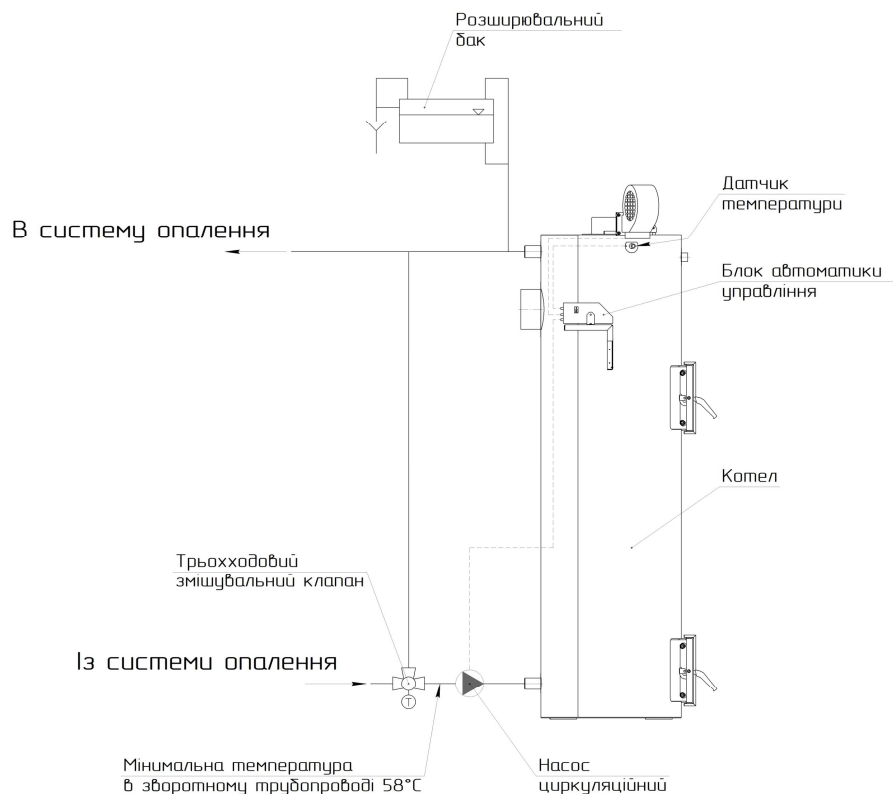 Розширювальний
бак
Датчик
температури
В систему опалення
Блок автоматики
управління
Котел
Трьохходовий
змішувальний клапан
Із системи опалення
T
Мінімальна температура
в зворотному трубопроводі 58°C
Насос
циркуляційний